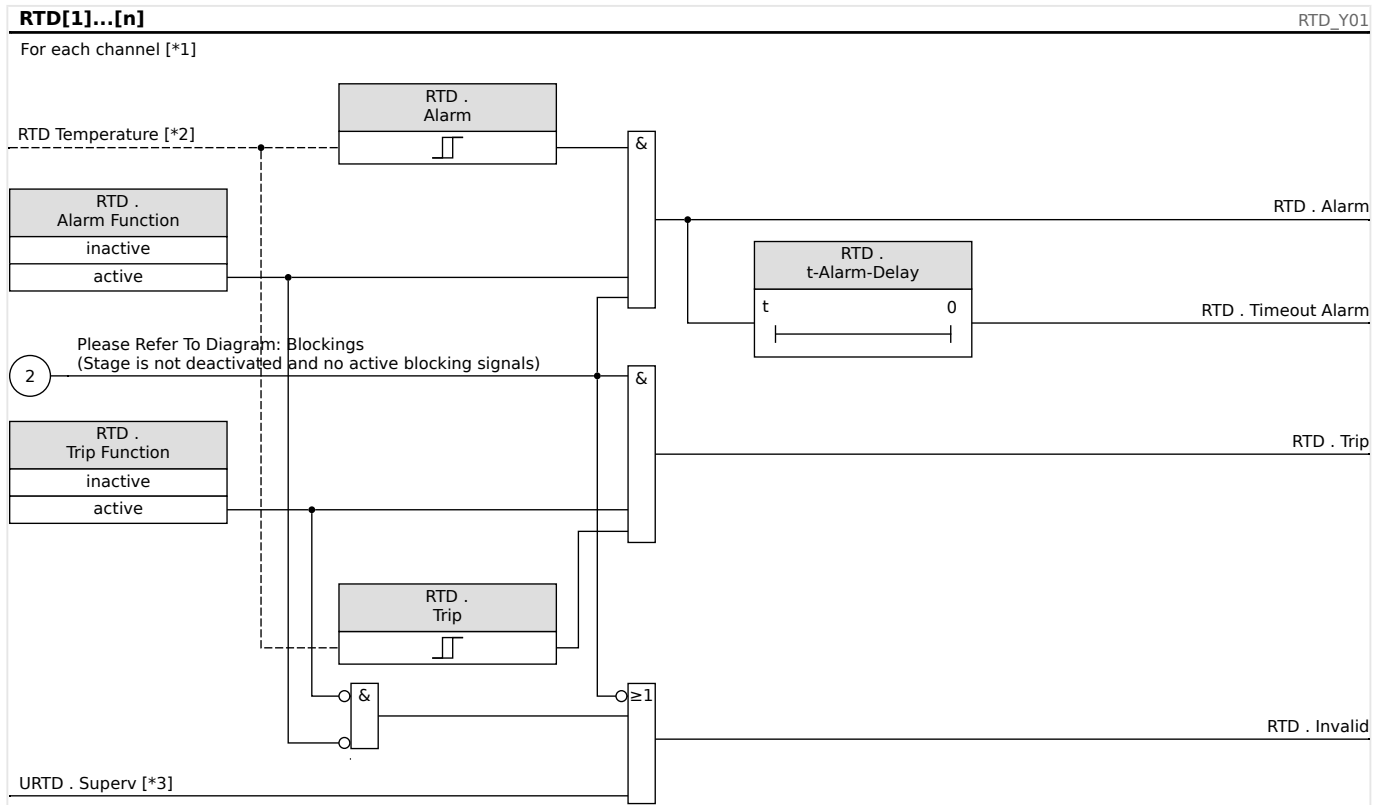 RTD[1]...[n]
RTD_Y01
For each channel [*1]
RTD .
Alarm
RTD Temperature [*2]
&
RTD .
Alarm Function
inactive
active
RTD . Alarm
RTD .
t-Alarm-Delay
t
0
RTD . Timeout Alarm
Please Refer To Diagram: Blockings
(Stage is not deactivated and no active blocking signals)
2
&
RTD .
Trip Function
inactive
active
RTD . Trip
RTD .
Trip
&
≥1
RTD . Invalid
URTD . Superv [*3]